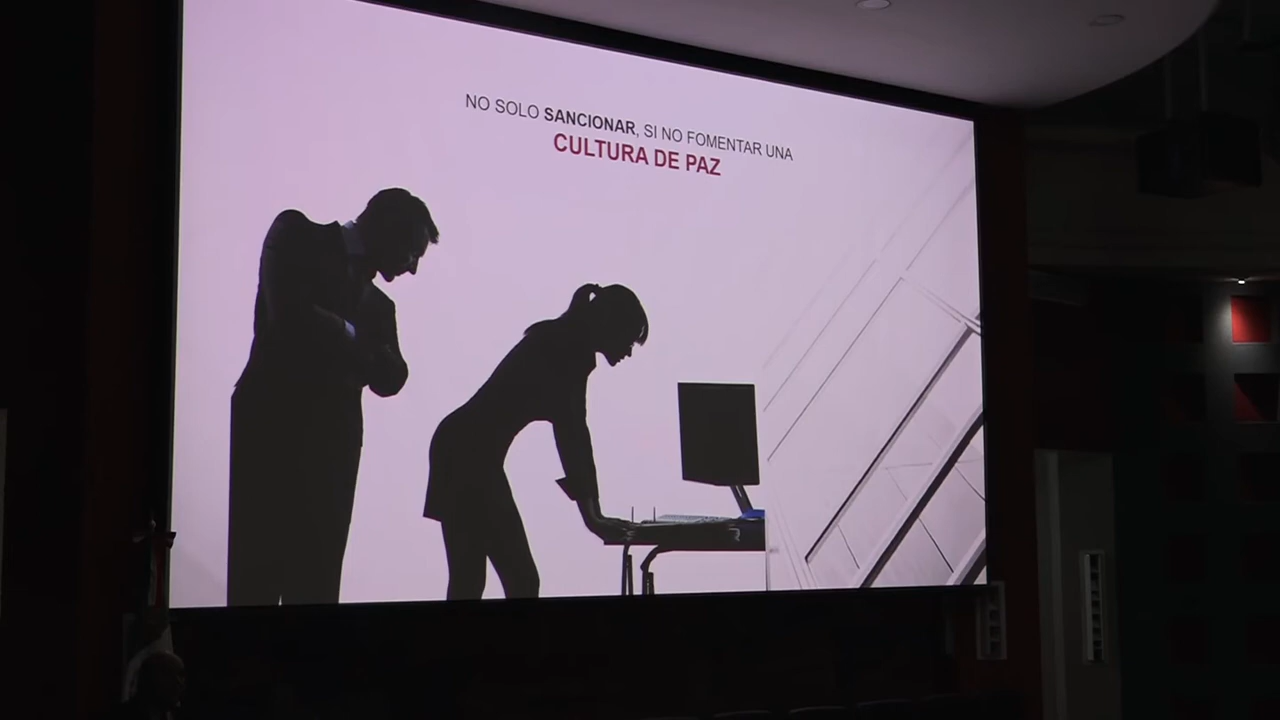 NO SOLO SANCIONAR, SI NO FOMENTAR UNA
CULTURA DE PAZ